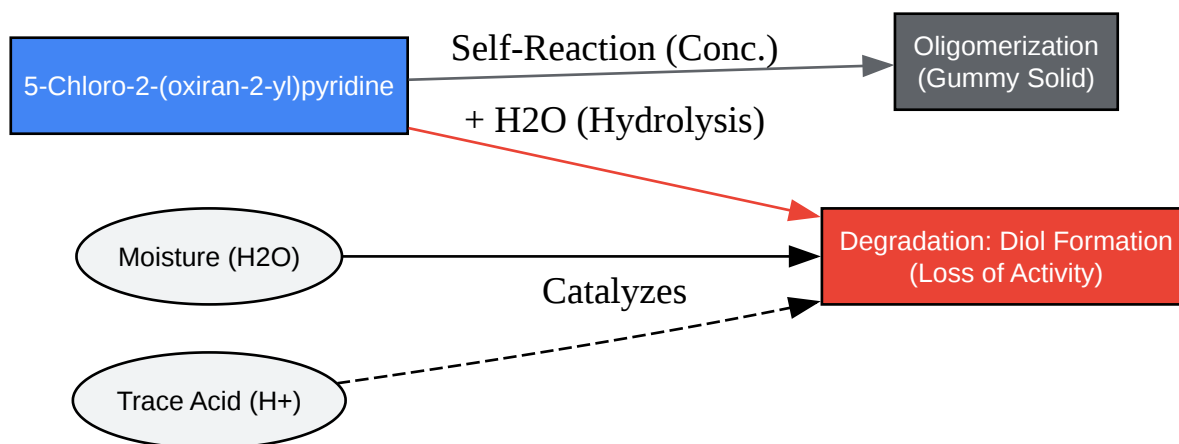 Self-Reaction (Conc.)
Oligomerization
(Gummy Solid)
5-Chloro-2-(oxiran-2-yl)pyridine
+ H2O (Hydrolysis)
Moisture (H2O)
Degradation: Diol Formation
(Loss of Activity)
Catalyzes
Trace Acid (H+)